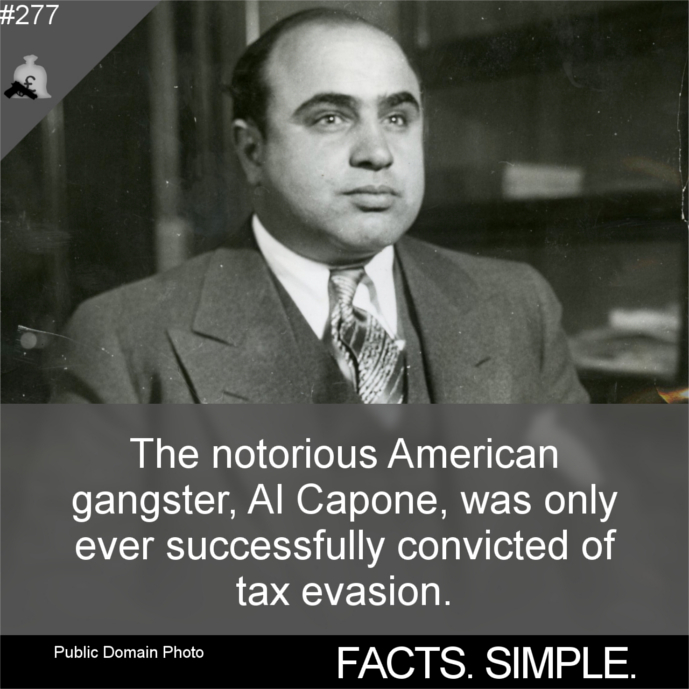 #277
£
The notorious American
gangster, Al Capone, was only
ever successfully convicted of
tax evasion.
Public Domain Photo
FACTS. SIMPLE.